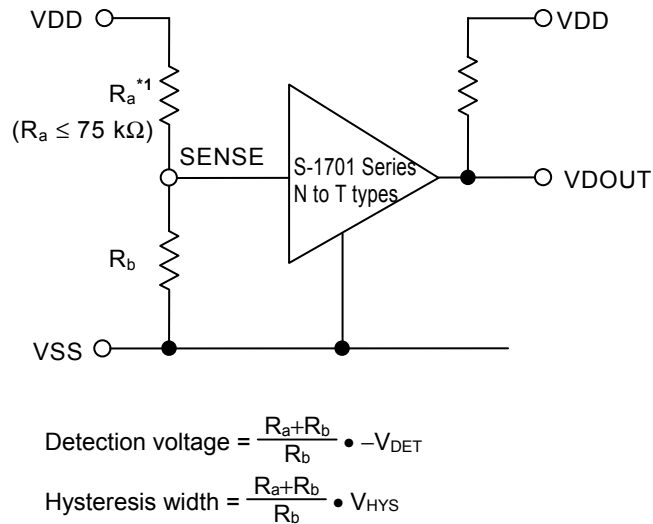 VDD
VDD
Ra*1
(Ra ≤ 75 kΩ)
SENSE
S-1701 Series
N to T types
VDOUT
Rb
VSS
Detection voltage = Ra+Rb / Rb • −VDET
Hysteresis width = Ra+Rb / Rb • VHYS